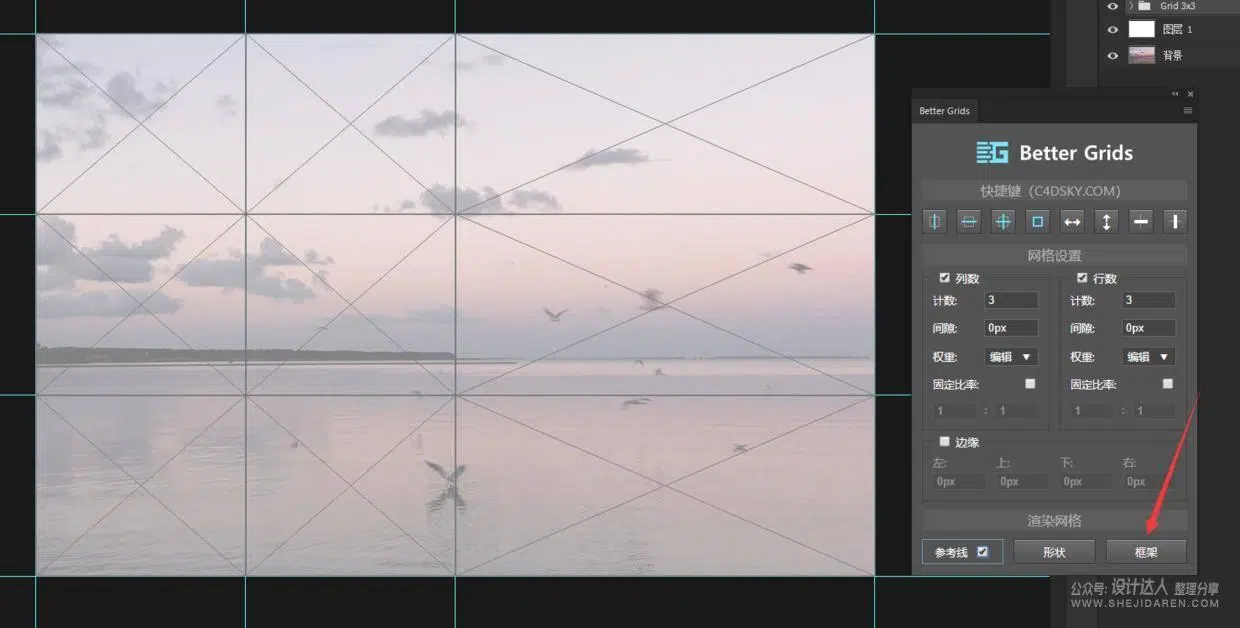 Grid 3x3
图层 1
背景
Better Grids
Better Grids
快捷键（C4DSKY.COM）
网格设置
列数 行数
计数: 3 计数: 3
间隙: 0px 间隙: 0px
权重: 编辑 权重: 编辑
固定比率: 固定比率:
1 : 1 1 : 1
边缘
左: 上: 下: 右:
0px 0px 0px 0px
渲染网格
参考线 形状 框架
公众号: 设计达人 整理分享
WWW.SHEJIDAREN.COM